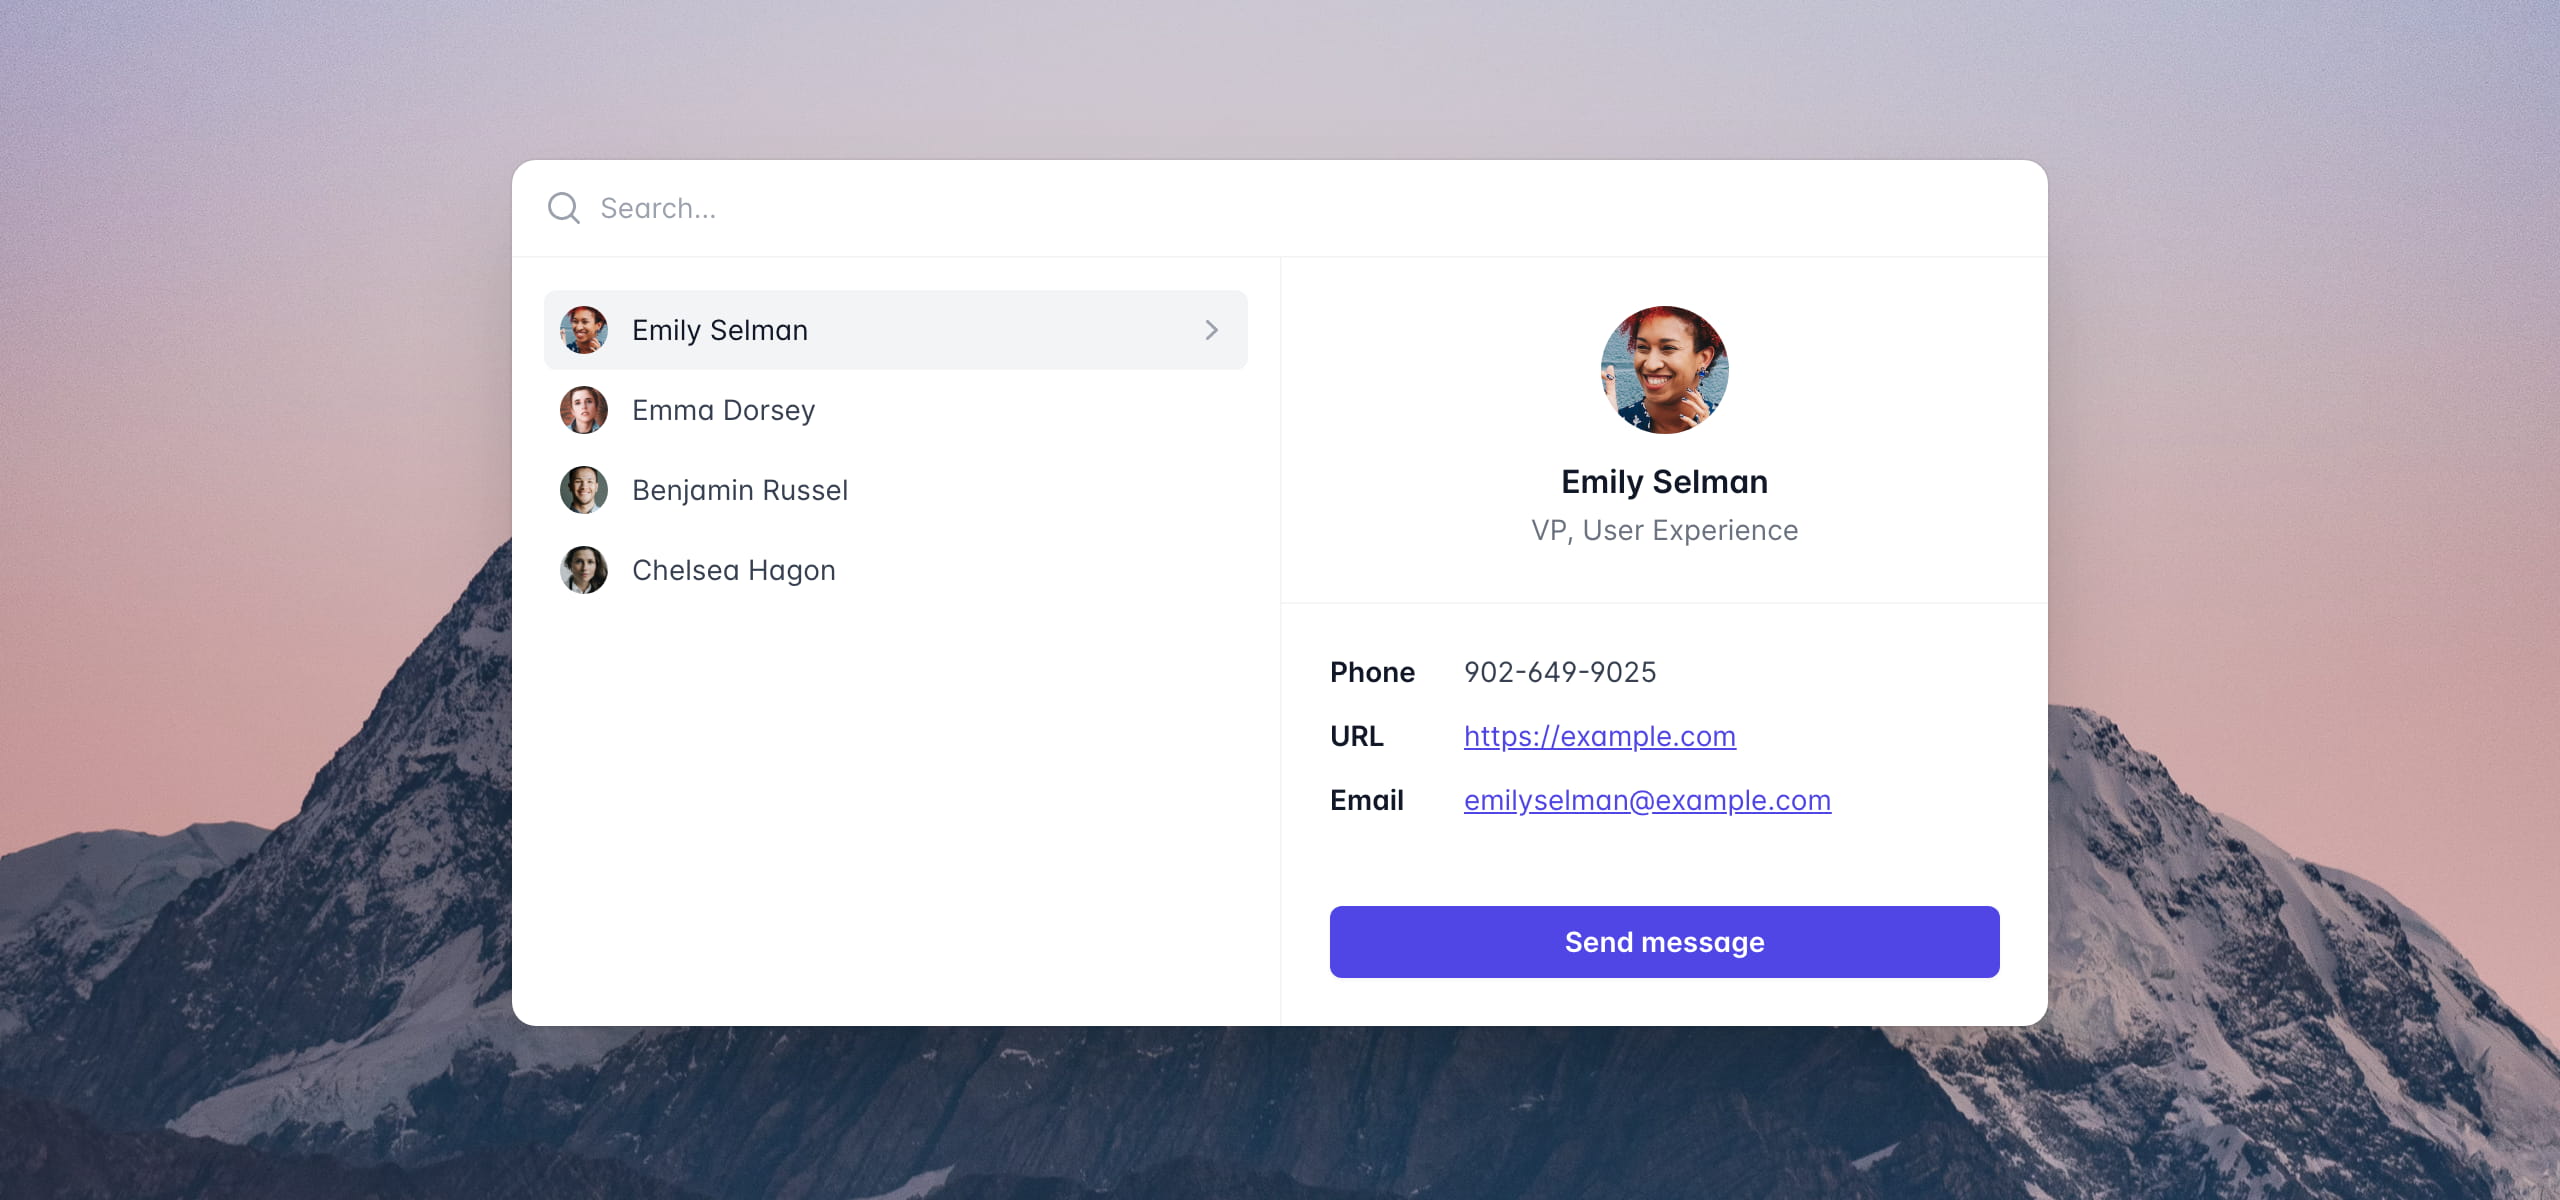 Search...
Emily Selman
Emma Dorsey
Benjamin Russel
Chelsea Hagon
Emily Selman
VP, User Experience
Phone 902-649-9025
URL https://example.com
Email emilyselman@example.com
Send message